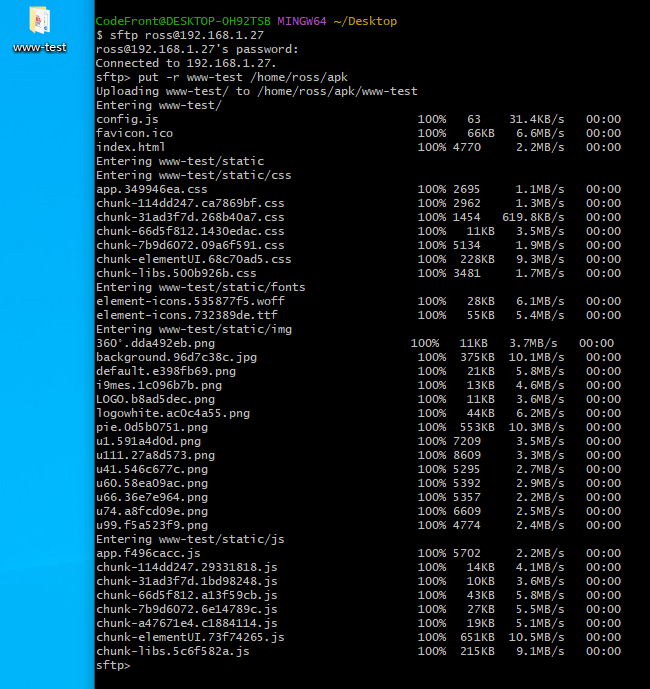 www-test
CodeFront@DESKTOP-OH92TSB MINGW64 ~/Desktop
$ sftp ross@192.168.1.27
ross@192.168.1.27's password:
Connected to 192.168.1.27.
sftp> put -r www-test /home/ross/apk
Uploading www-test/ to /home/ross/apk/www-test
Entering www-test/
config.js 100% 63 31.4KB/s 00:00
favicon.ico 100% 66KB 6.6MB/s 00:00
index.html 100% 4770 2.2MB/s 00:00
Entering www-test/static
Entering www-test/static/css
app.349946ea.css 100% 2695 1.1MB/s 00:00
chunk-114dd247.ca7869bf.css 100% 2962 1.3MB/s 00:00
chunk-31ad3f7d.268b40a7.css 100% 1454 619.8KB/s 00:00
chunk-66d5f812.1430edac.css 100% 11KB 3.5MB/s 00:00
chunk-7b9d6072.09a6f591.css 100% 5134 1.9MB/s 00:00
chunk-elementUI.68c70ad5.css 100% 228KB 9.3MB/s 00:00
chunk-libs.500b926b.css 100% 3481 1.7MB/s 00:00
Entering www-test/static/fonts
element-icons.535877f5.woff 100% 28KB 6.1MB/s 00:00
element-icons.732389de.ttf 100% 55KB 5.4MB/s 00:00
Entering www-test/static/img
360°.dda492eb.png 100% 11KB 3.7MB/s 00:00
background.96d7c38c.jpg 100% 375KB 10.1MB/s 00:00
default.e398fb69.png 100% 21KB 5.8MB/s 00:00
i9mes.1c096b7b.png 100% 13KB 4.6MB/s 00:00
LOGO.b8ad5dec.png 100% 11KB 3.6MB/s 00:00
logowhite.ac0c4a55.png 100% 44KB 6.2MB/s 00:00
pie.0d5b0751.png 100% 553KB 10.3MB/s 00:00
u1.591a4d0d.png 100% 7209 3.5MB/s 00:00
u111.27a8d573.png 100% 8609 3.3MB/s 00:00
u41.546c677c.png 100% 5295 2.7MB/s 00:00
u60.58ea09ac.png 100% 5392 2.9MB/s 00:00
u66.36e7e964.png 100% 5357 2.2MB/s 00:00
u74.a8fcd09e.png 100% 6609 2.5MB/s 00:00
u99.f5a523f9.png 100% 4774 2.4MB/s 00:00
Entering www-test/static/js
app.f496cacc.js 100% 5702 2.2MB/s 00:00
chunk-114dd247.29331818.js 100% 14KB 4.1MB/s 00:00
chunk-31ad3f7d.1bd98248.js 100% 10KB 3.6MB/s 00:00
chunk-66d5f812.a13f59cb.js 100% 43KB 5.8MB/s 00:00
chunk-7b9d6072.6e14789c.js 100% 27KB 5.5MB/s 00:00
chunk-a47671e4.c1884114.js 100% 19KB 5.1MB/s 00:00
chunk-elementUI.73f74265.js 100% 651KB 10.5MB/s 00:00
chunk-libs.5c6f582a.js 100% 215KB 9.1MB/s 00:00
sftp>